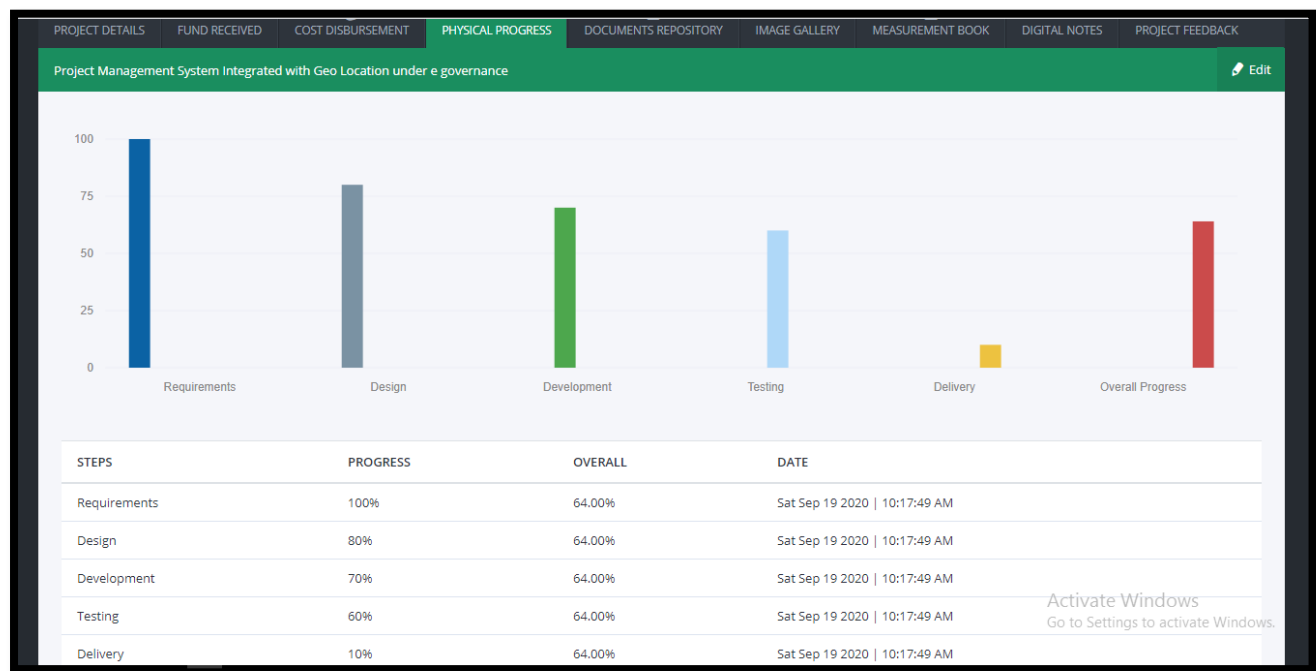 PROJECT DETAILS FUND RECEIVED COST DISBURSEMENT PHYSICAL PROGRESS DOCUMENTS REPOSITORY IMAGE GALLERY MEASUREMENT BOOK DIGITAL NOTES PROJECT FEEDBACK
Project Management System Integrated with Geo Location under e governance Edit
100
75
50
25
0
Requirements Design Development Testing Delivery Overall Progress
STEPS PROGRESS OVERALL DATE
Requirements 100% 64.00% Sat Sep 19 2020 | 10:17:49 AM
Design 80% 64.00% Sat Sep 19 2020 | 10:17:49 AM
Development 70% 64.00% Sat Sep 19 2020 | 10:17:49 AM
Activate Windows
Testing 60% 64.00% Sat Sep 19 2020 | 10:17:49 AM
Go to Settings to activate Windows.
Delivery 10% 64.00% Sat Sep 19 2020 | 10:17:49 AM